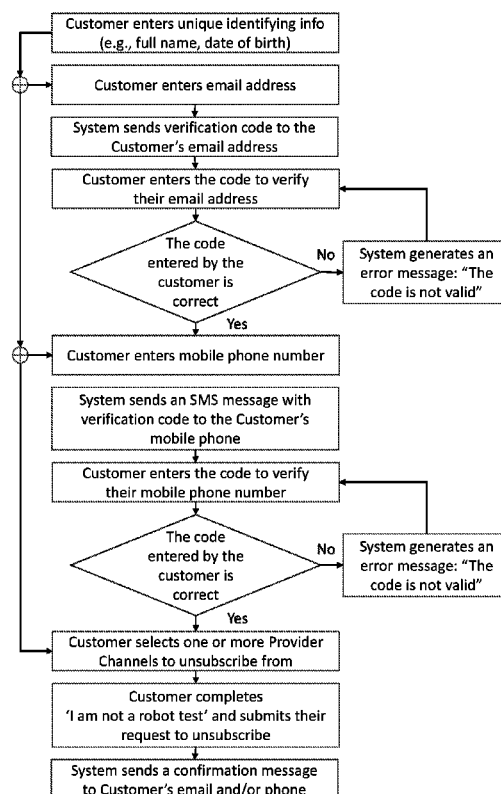 Customer enters unique identifying info
(e.g., full name, date of birth)
Customer enters email address
System sends verification code to the
Customer's email address
Customer enters the code to verify
their email address
The code
entered by the
customer is
correct
No
System generates an
error message: “The
code is not valid”
Yes
Customer enters mobile phone number
System sends an SMS message with
verification code to the Customer's
mobile phone
Customer enters the code to verify
their mobile phone number
The code
entered by the
customer is
correct
No
System generates an
error message: “The
code is not valid”
Yes
Customer selects one or more Provider
Channels to unsubscribe from
Customer completes
‘I am not a robot test’ and submits their
request to unsubscribe
System sends a confirmation message
to Customer's email and/or phone